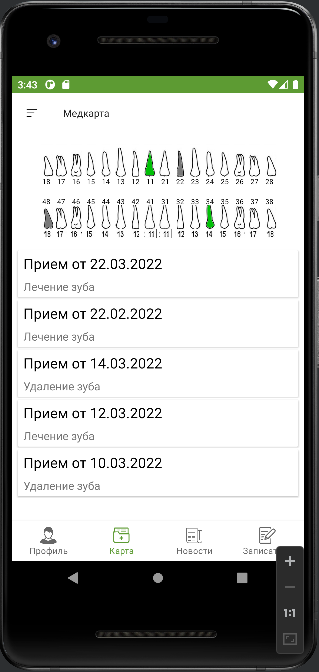 3:43
Медкарта
18 17 16 15 14 13 12 11 21 22 23 24 25 26 27 28
48 47 46 45 44 43 42 41 31 32 33 34 35 36 37 38
Прием от 22.03.2022
Лечение зуба
Прием от 22.02.2022
Лечение зуба
Прием от 14.03.2022
Удаление зуба
Прием от 12.03.2022
Лечение зуба
Прием от 10.03.2022
Удаление зуба
Профиль Карта Новости Записат
1:1